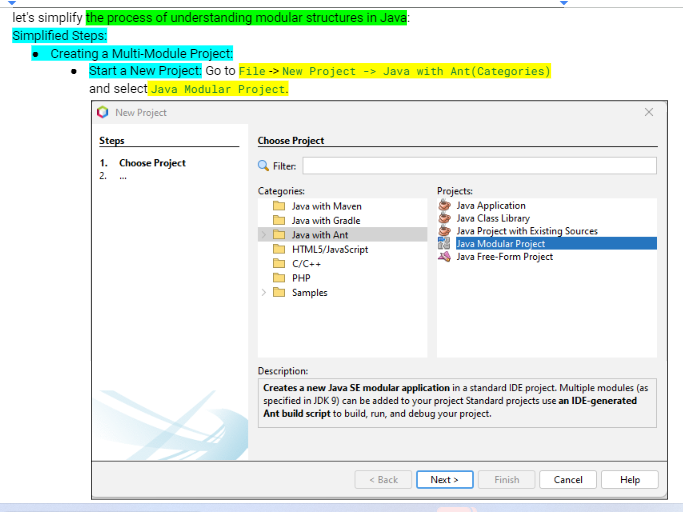 let's simplify the process of understanding modular structures in Java:
Simplified Steps:
● Creating a Multi-Module Project:
● Start a New Project: Go to File -> New Project -> Java with Ant(Categories)
and select Java Modular Project.
New Project
Steps
1. Choose Project
2. ...
Choose Project
Filter:
Categories:
Java with Maven
Java with Gradle
Java with Ant
HTML5/JavaScript
C/C++
PHP
Samples
Projects:
Java Application
Java Class Library
Java Project with Existing Sources
Java Modular Project
Java Free-Form Project
Description:
Creates a new Java SE modular application in a standard IDE project. Multiple modules (as
specified in JDK 9) can be added to your project Standard projects use an IDE-generated
Ant build script to build, run, and debug your project.
< Back
Next >
Finish
Cancel
Help